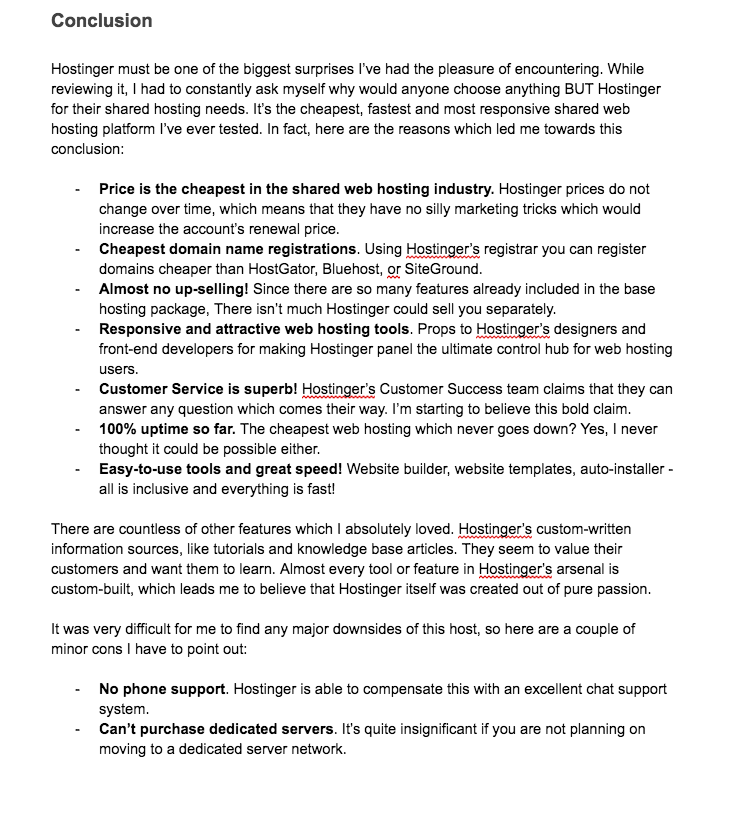 Conclusion
Hostinger must be one of the biggest surprises I've had the pleasure of encountering. While
reviewing it, I had to constantly ask myself why would anyone choose anything BUT Hostinger
for their shared hosting needs. It's the cheapest, fastest and most responsive shared web
hosting platform I've ever tested. In fact, here are the reasons which led me towards this
conclusion:
- Price is the cheapest in the shared web hosting industry. Hostinger prices do not
change over time, which means that they have no silly marketing tricks which would
increase the account's renewal price.
- Cheapest domain name registrations. Using Hostinger's registrar you can register
domains cheaper than HostGator, Bluehost, or SiteGround.
- Almost no up-selling! Since there are so many features already included in the base
hosting package, There isn't much Hostinger could sell you separately.
- Responsive and attractive web hosting tools. Props to Hostinger's designers and
front-end developers for making Hostinger panel the ultimate control hub for web hosting
users.
- Customer Service is superb! Hostinger's Customer Success team claims that they can
answer any question which comes their way. I'm starting to believe this bold claim.
- 100% uptime so far. The cheapest web hosting which never goes down? Yes, I never
thought it could be possible either.
- Easy-to-use tools and great speed! Website builder, website templates, auto-installer -
all is inclusive and everything is fast!
There are countless of other features which I absolutely loved. Hostinger's custom-written
information sources, like tutorials and knowledge base articles. They seem to value their
customers and want them to learn. Almost every tool or feature in Hostinger's arsenal is
custom-built, which leads me to believe that Hostinger itself was created out of pure passion.
It was very difficult for me to find any major downsides of this host, so here are a couple of
minor cons I have to point out:
- No phone support. Hostinger is able to compensate this with an excellent chat support
system.
- Can't purchase dedicated servers. It's quite insignificant if you are not planning on
moving to a dedicated server network.